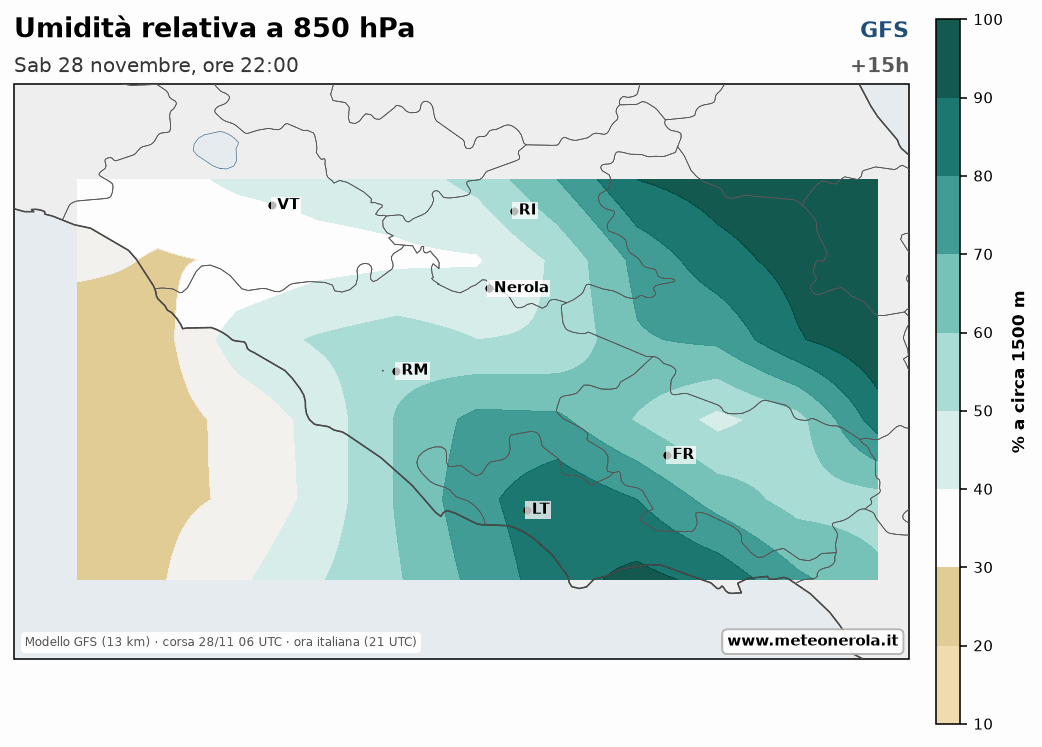 Umidità relativa a 850 hPa
GFS
Sab 28 novembre, ore 22:00
+15h
VT
RI
Nerola
RM
FR
LT
Modello GFS (13 km) · corsa 28/11 06 UTC · ora italiana (21 UTC)
www.meteonerola.it
100
90
80
70
60
50
40
30
20
10
% a circa 1500 m